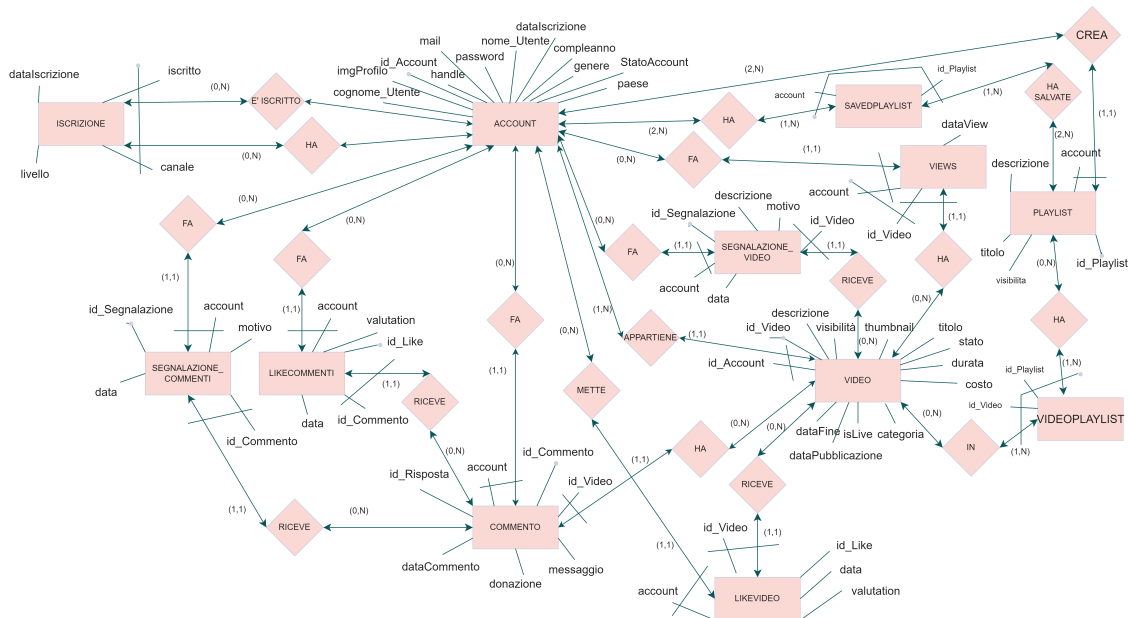 dataIscrizione
mail
nome_Utente
compleanno
CREA
id_Account
password
genere
StatoAccount
dataIscrizione
iscritto
imgProfilo
handle
paese
cognome_Utente
(2,N)
id_Playlist
account
(1,N)
HA
SALVATE
(0,N)
E' ISCRITTO
ISCRIZIONE
ACCOUNT
SAVEDPLAYLIST
HA
(2,N)
(1,N)
(1,1)
(0,N)
HA
dataView
(2,N)
(1,1)
(0,N)
FA
VIEWS
descrizione
account
livello
canale
account
(0,N)
descrizione
motivo
(1,1)
FA
(0,N)
(0,N)
id_Segnalazione
id_Video
id_Video
PLAYLIST
FA
FA
(1,1)
SEGNALAZIONE_
VIDEO
(1,1)
HA
titolo
visibilita
(0,N)
id_Playlist
(1,1)
(0,N)
account
data
RICEVE
(0,N)
id_Segnalazione
account
(1,1)
account
(1,N)
FA
descrizione
HA
motivo
valutation
(0,N)
APPARTIENE
(1,1)
id_Video
visibilità
thumbnail
titolo
id_Like
(0,N)
stato
id_Account
durata
(1,N)
SEGNALAZIONE_
COMMENTI
LIKECOMMENTI
(1,1)
(1,1)
VIDEO
costo
id_Playlist
data
METTE
id_Video
data
id_Commento
RICEVE
(0,N)
VIDEOPLAYLIST
id_Commento
(0,N)
(0,N)
dataFine
isLive
categoria
(0,N)
HA
IN
(1,N)
id_Commento
dataPubblicazione
(1,1)
account
id_Risposta
id_Video
RICEVE
(1,1)
(0,N)
RICEVE
COMMENTO
id_Video
(1,1)
(1,1)
id_Like
dataCommento
messaggio
donazione
data
account
LIKEVIDEO
valutation